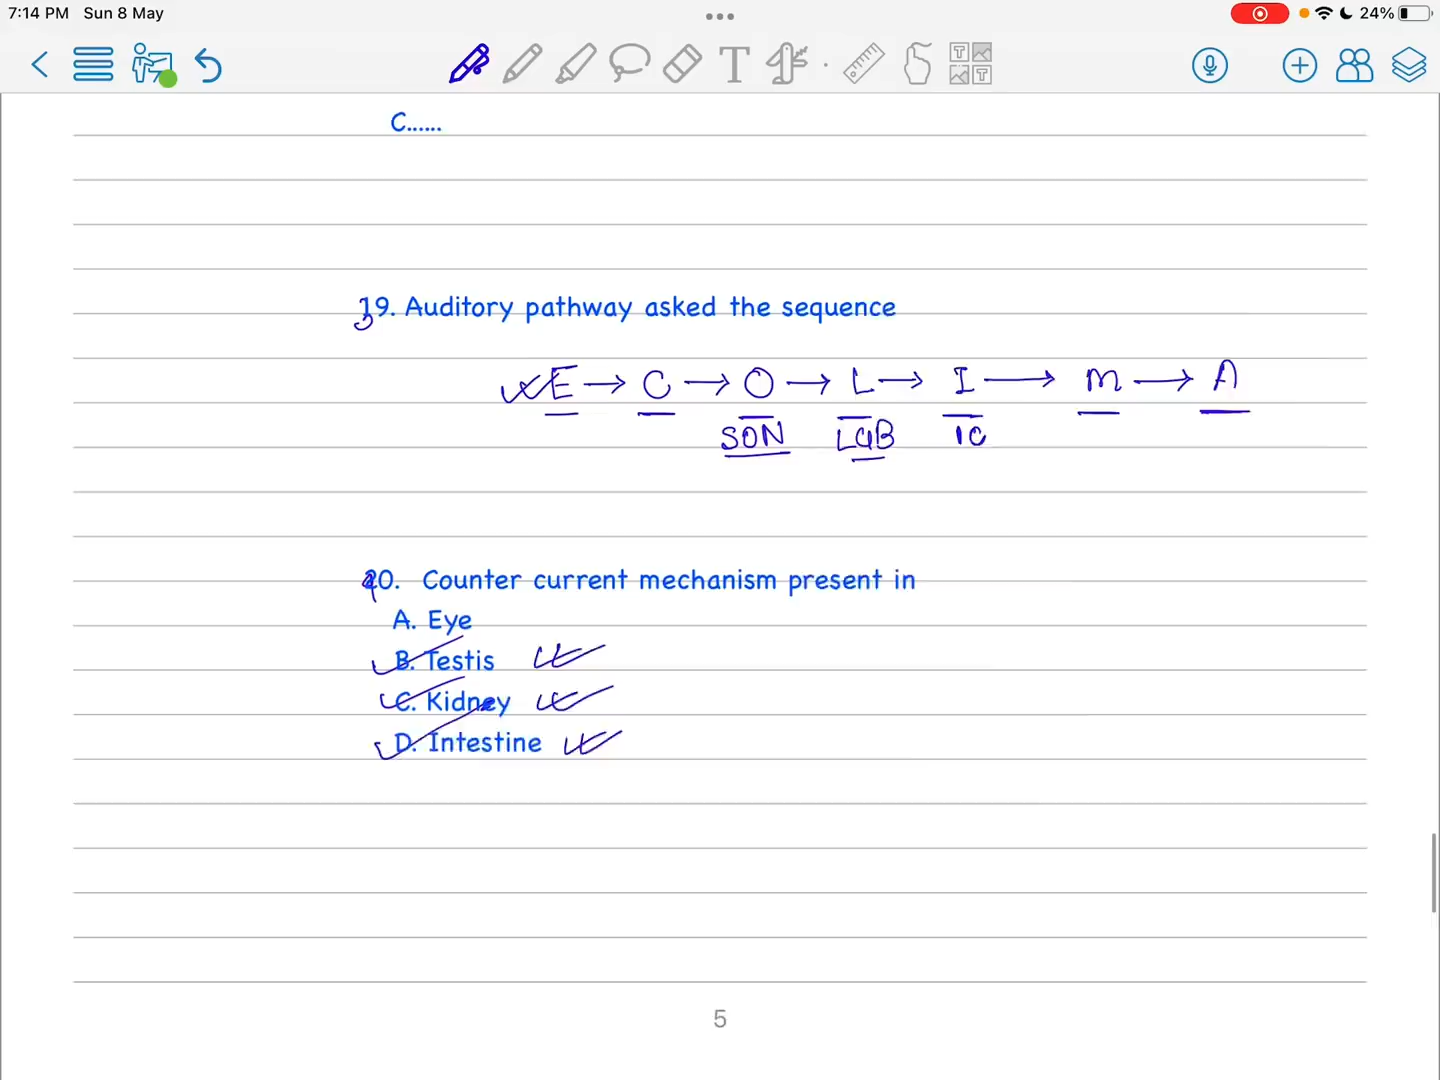 7:14 PM Sun 8 May
24%
T
C......
39. Auditory pathway asked the sequence
E → C → O → L → I → M → A
SON LGB IC
40. Counter current mechanism present in
A. Eye
B. Testis
C. Kidney
D. Intestine
5